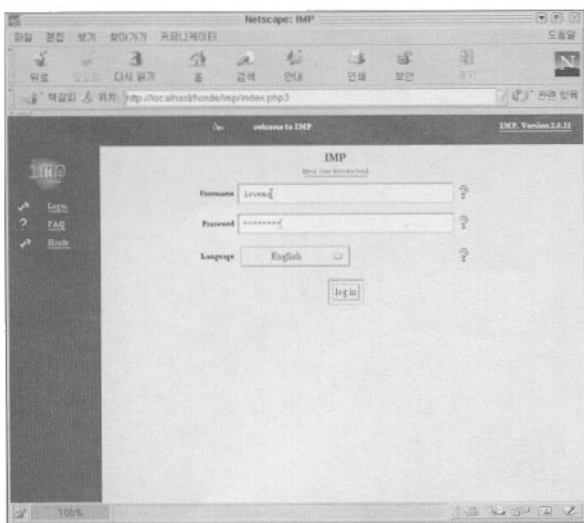 Netscape: IMP
파일 편집 보기 찾아가기 커뮤니케이터 도움말
뒤로 다시 읽기 홈 검색 안내 인쇄 보안
책갈피 위치: http://localhost/horde/imp/index.php3 관련 항목
welcome to IMP IMP, Version 2.0.11
imp
IMP
Username
Password ********
Language English
log in
Login
FAQ
Horde
100%